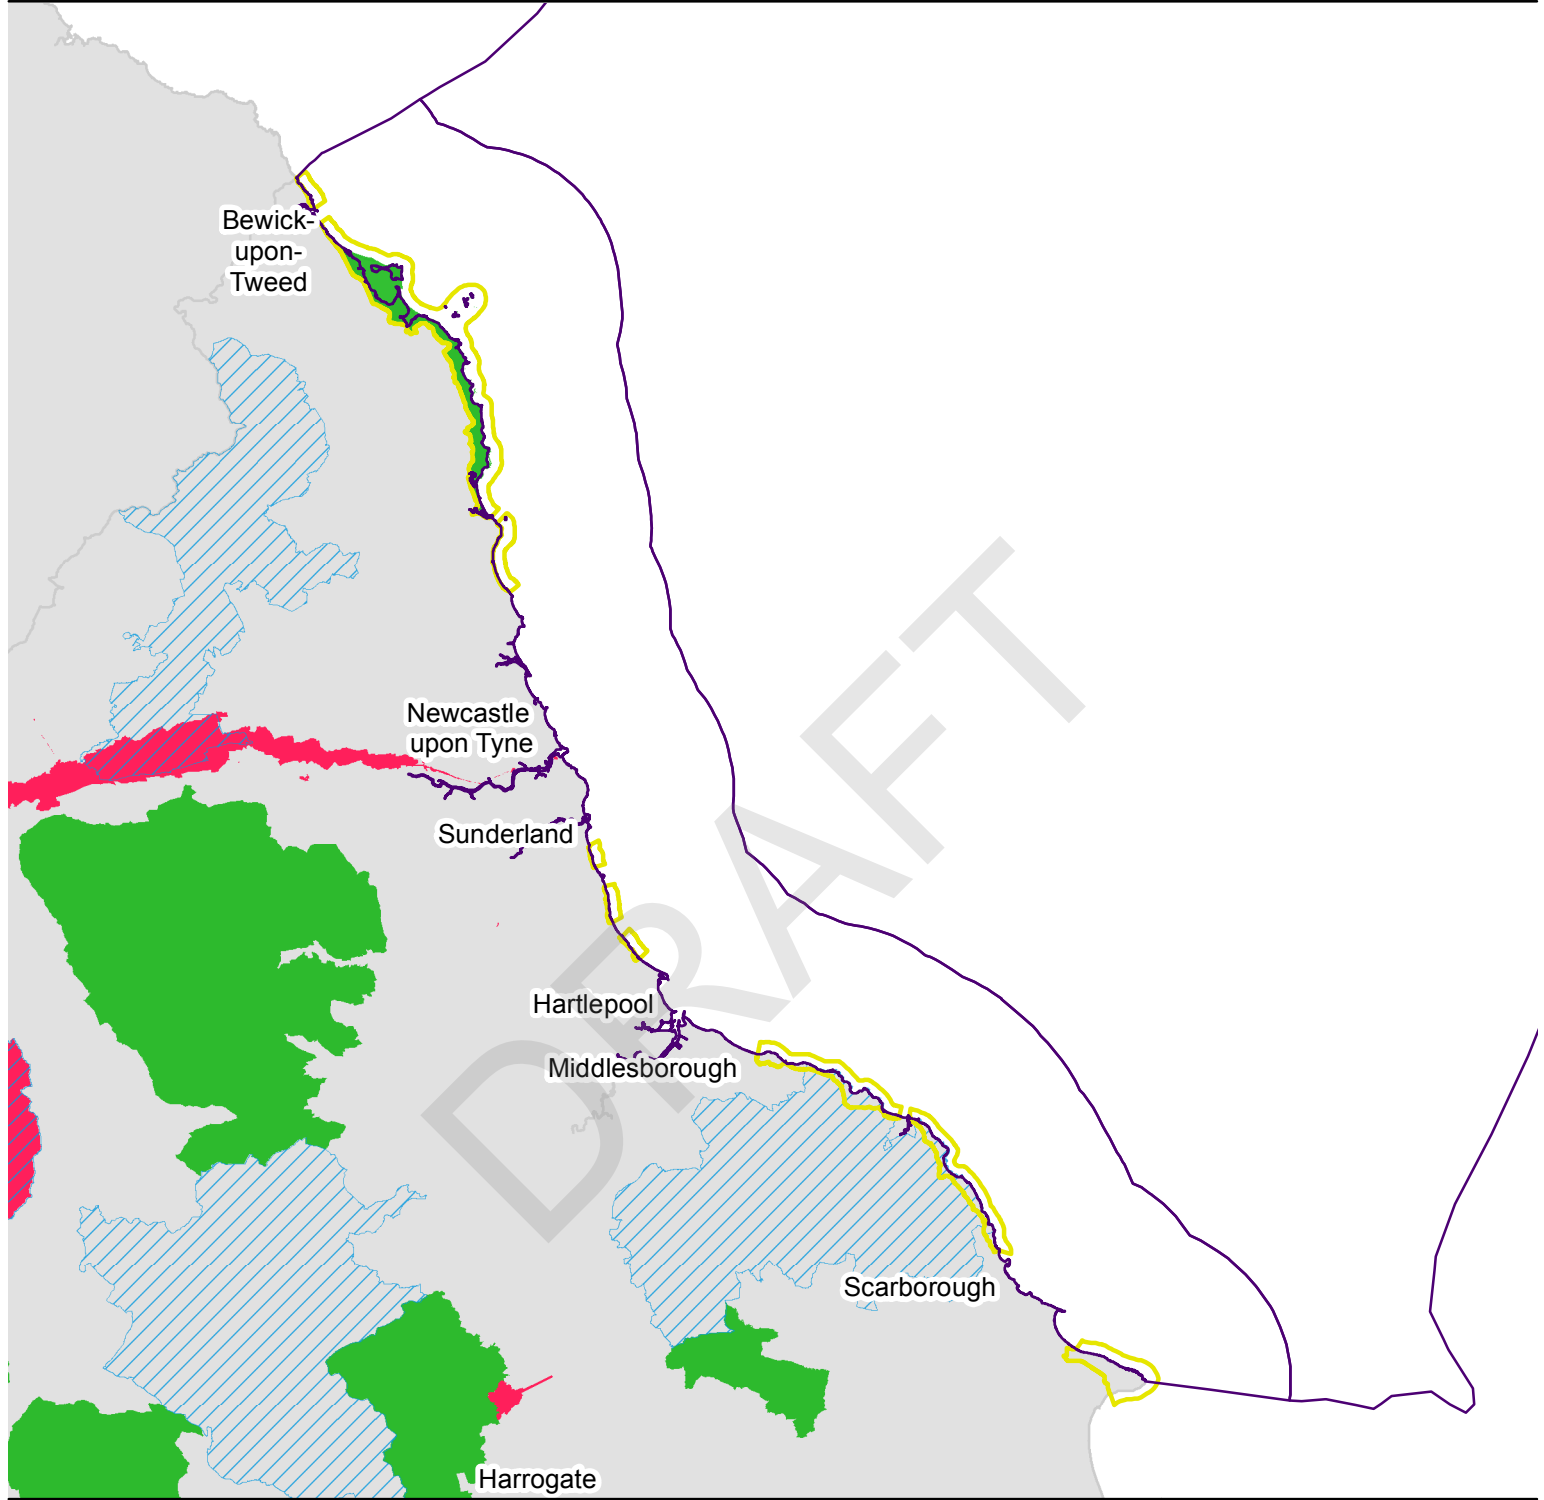 Bewick-
upon-
Tweed
Newcastle
upon Tyne
Sunderland
DRAFT
Hartlepool
Middlesborough
Scarborough
Harrogate